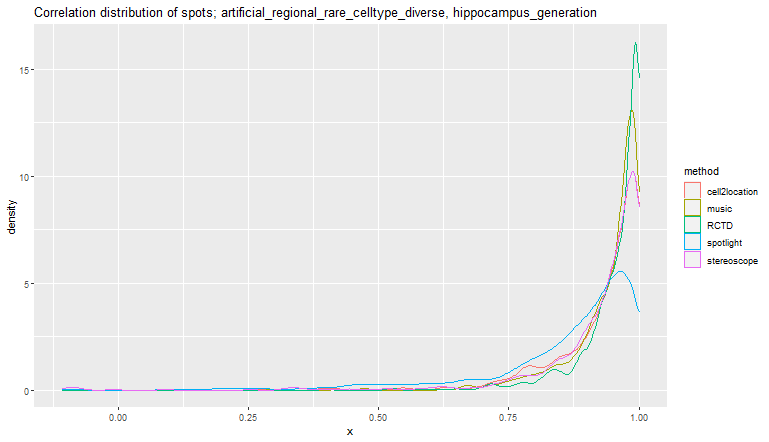 Correlation distribution of spots; artificial_regional_rare_celltype_diverse, hippocampus_generation
15
10
5
0
density
0.00
0.25
0.50
0.75
1.00
x
method
cell2location
music
RCTD
spotlight
stereoscope